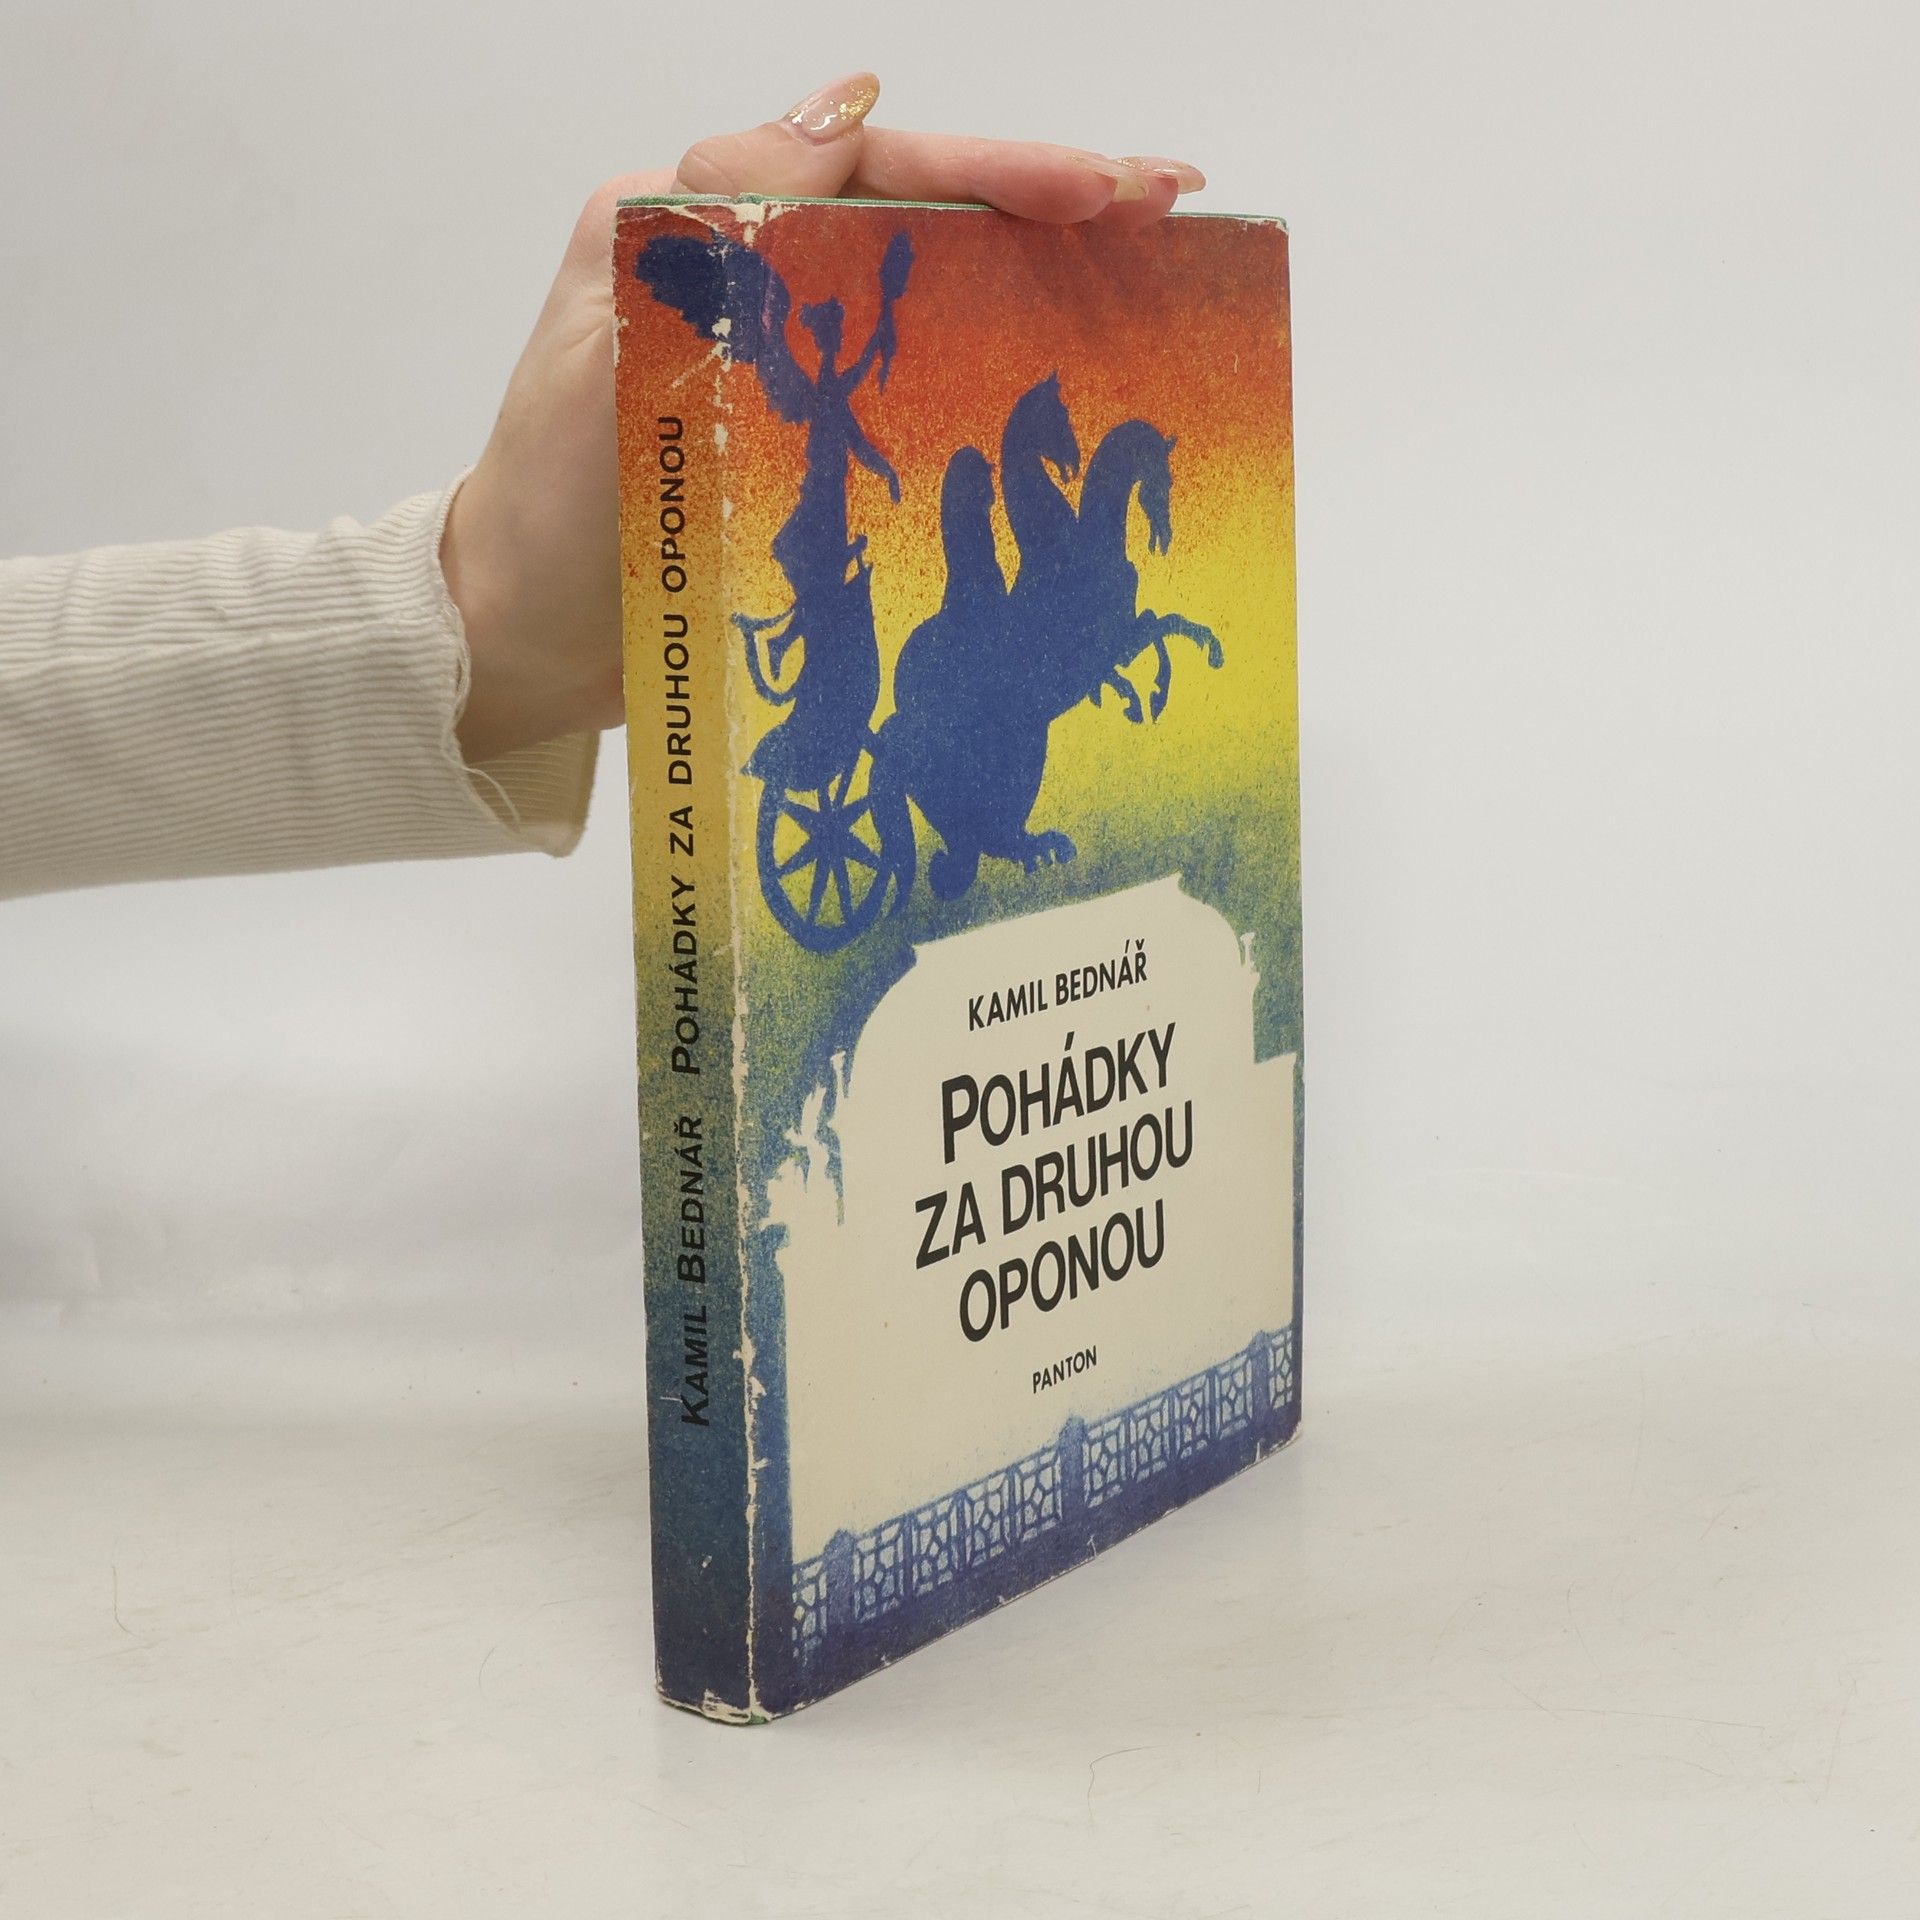 KAMIL BEDNÁŘ POHÁDKY ZA DRUHOU OPONOU
KAMIL BEDNÁŘ
POHÁDKY
ZA DRUHOU
OPONOU
PANTON